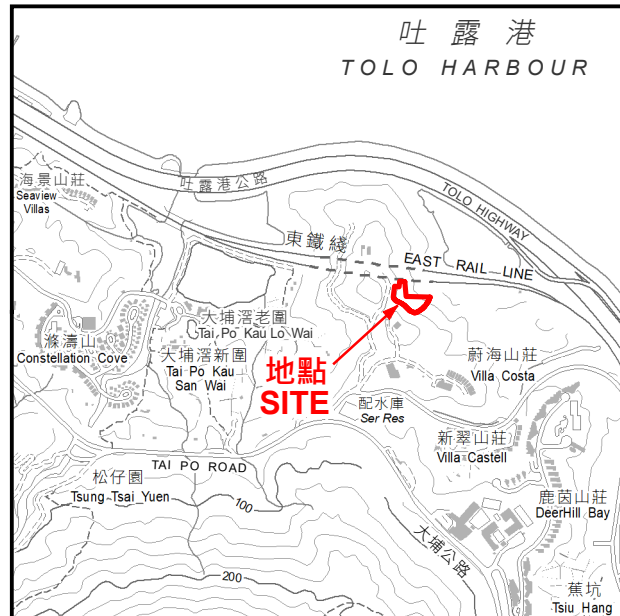 吐露港
TOLO HARBOUR
海景山莊
Seaview
Villas
吐露港公路
TOLO HIGHWAY
東鐵綫
EAST RAIL LINE
大埔滘老圍
Tai Po Kau Lo Wai
滌濤山
Constellation Cove
大埔滘新圍
Tai Po Kau
San Wai
地點
SITE
蔚海山莊
Villa Costa
配水庫
Ser Res
新翠山莊
Villa Castell
松仔園
Tsung Tsai Yuen
TAI PO ROAD
100
大埔公路
鹿茵山莊
DeerHill Bay
200
蕉坑
Tsiu Hang